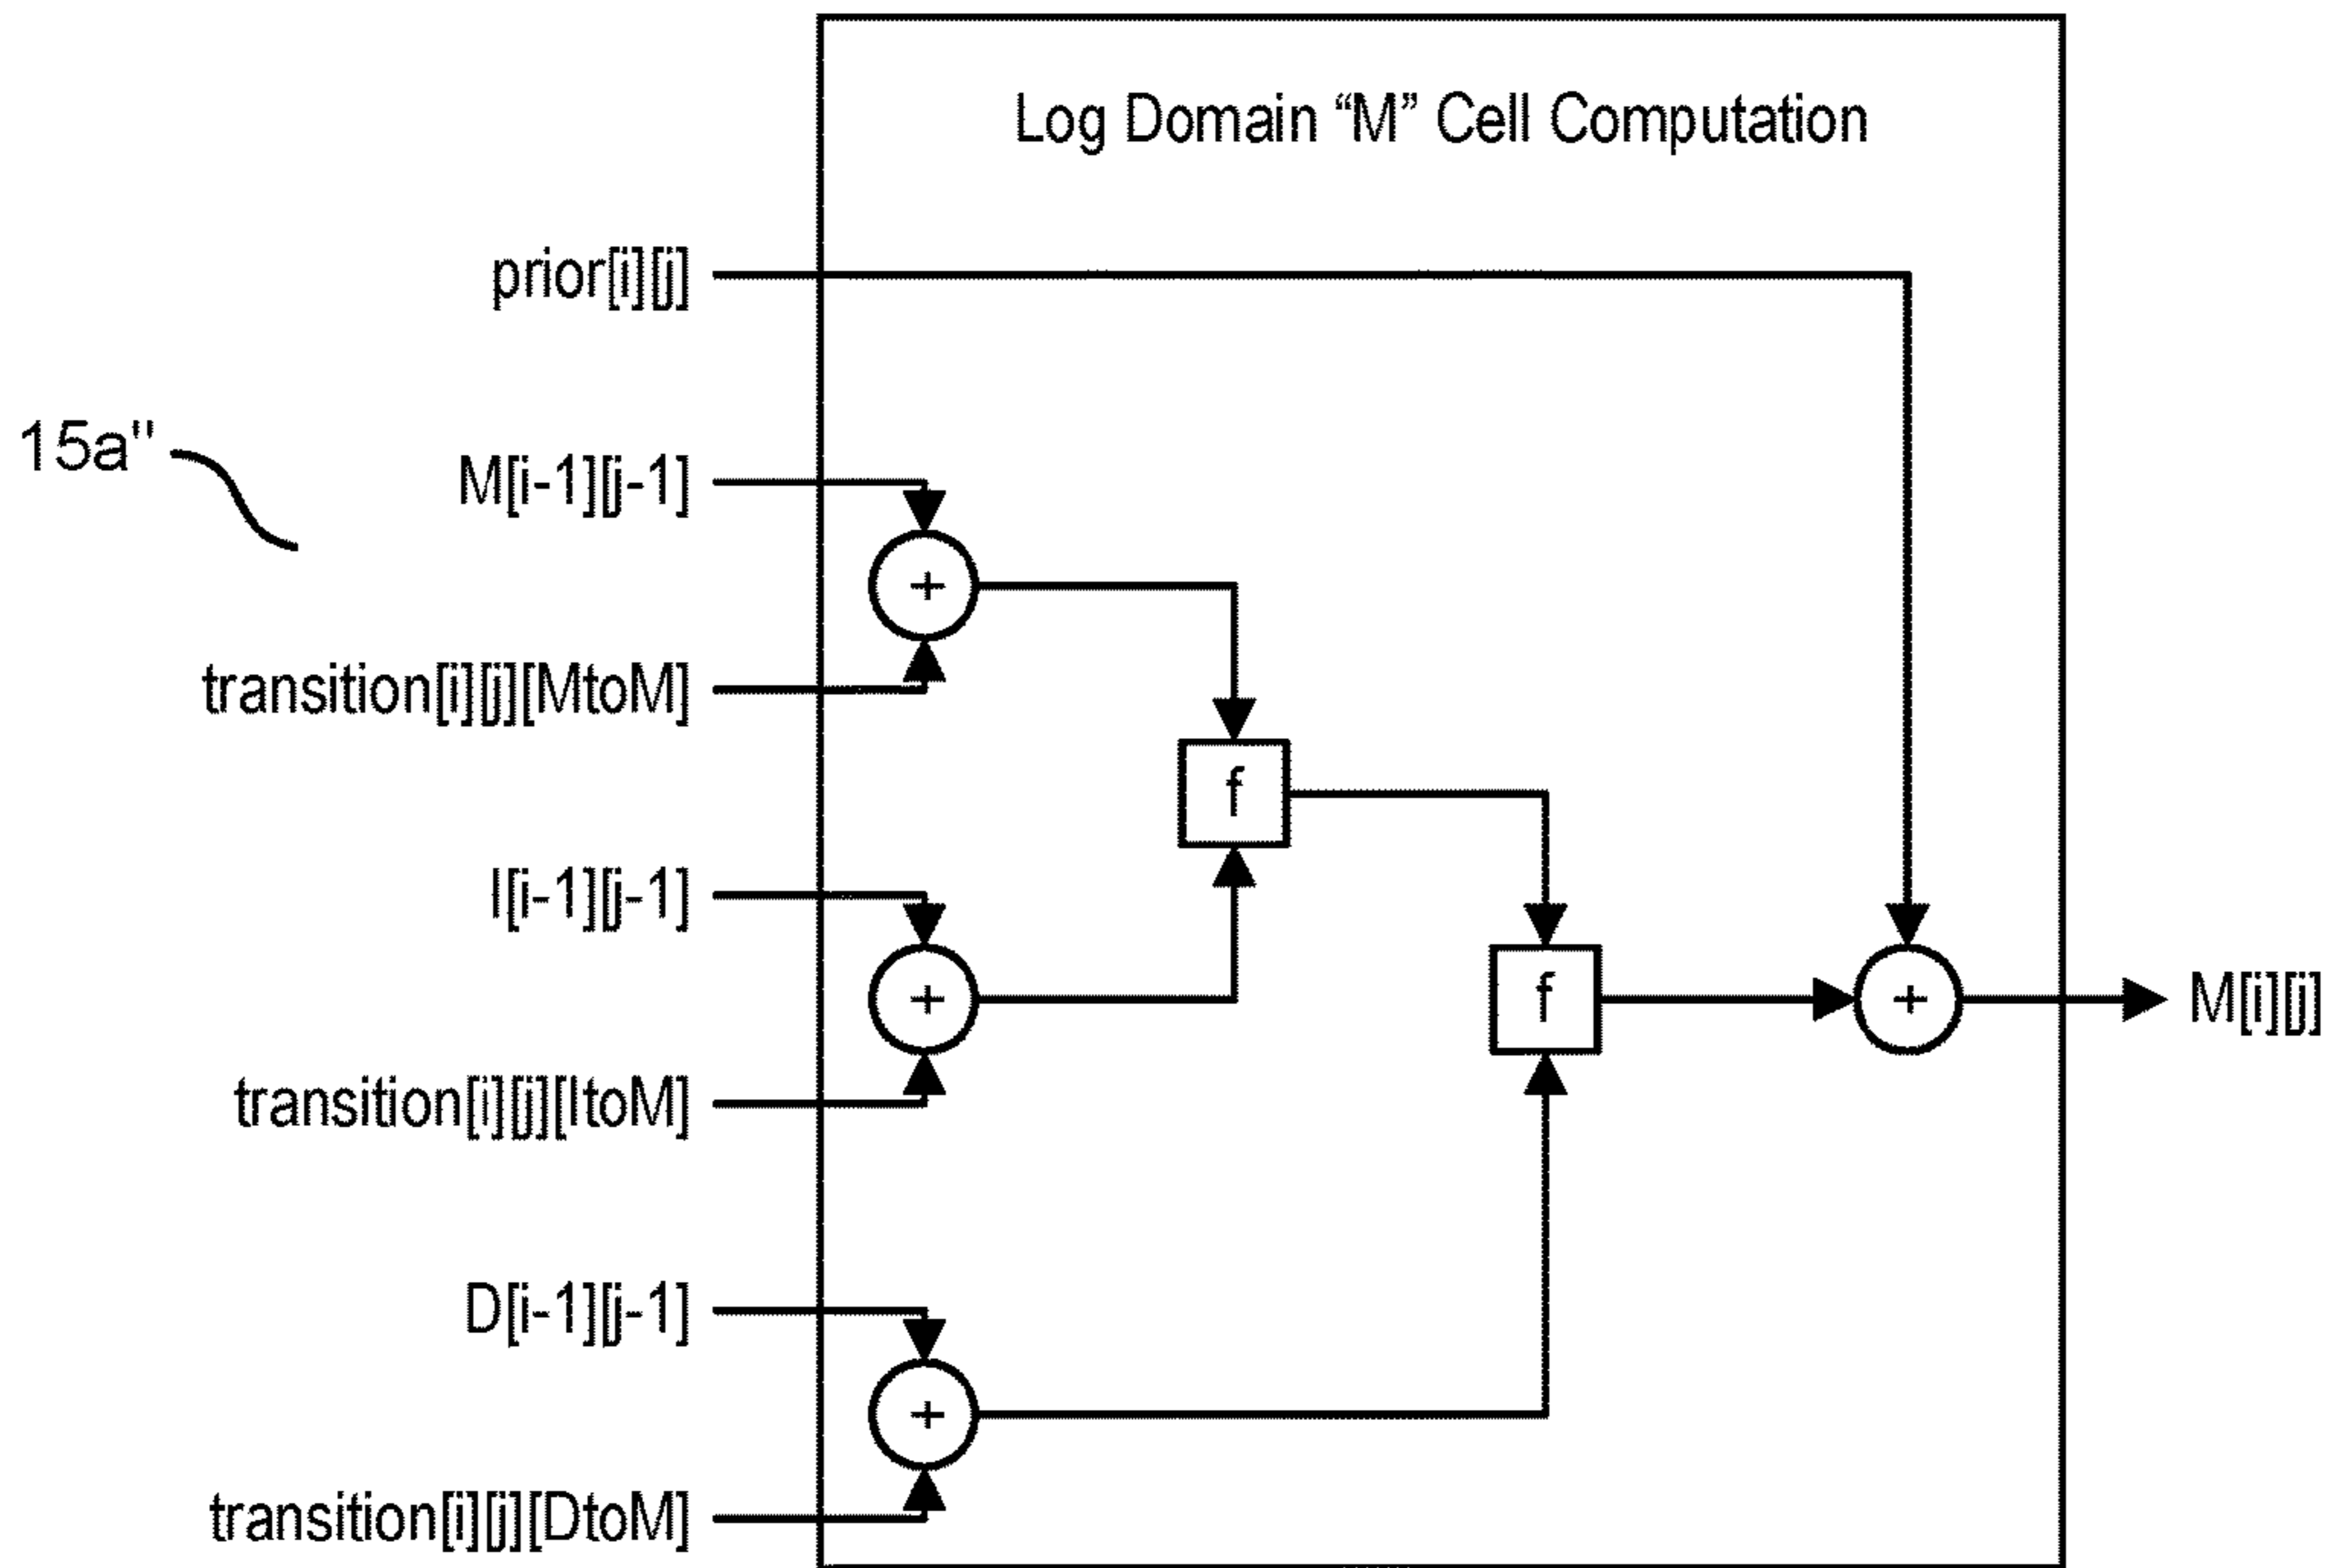 Log Domain “M” Cell Computation
prior[i][j]
15a"
M[i-1][j-1]
+
transition[i][j][MtoM]
f
I[i-1][j-1]
+
f
+
M[i][j]
transition[i][j][ItoM]
D[i-1][j-1]
+
transition[i][j][DtoM]